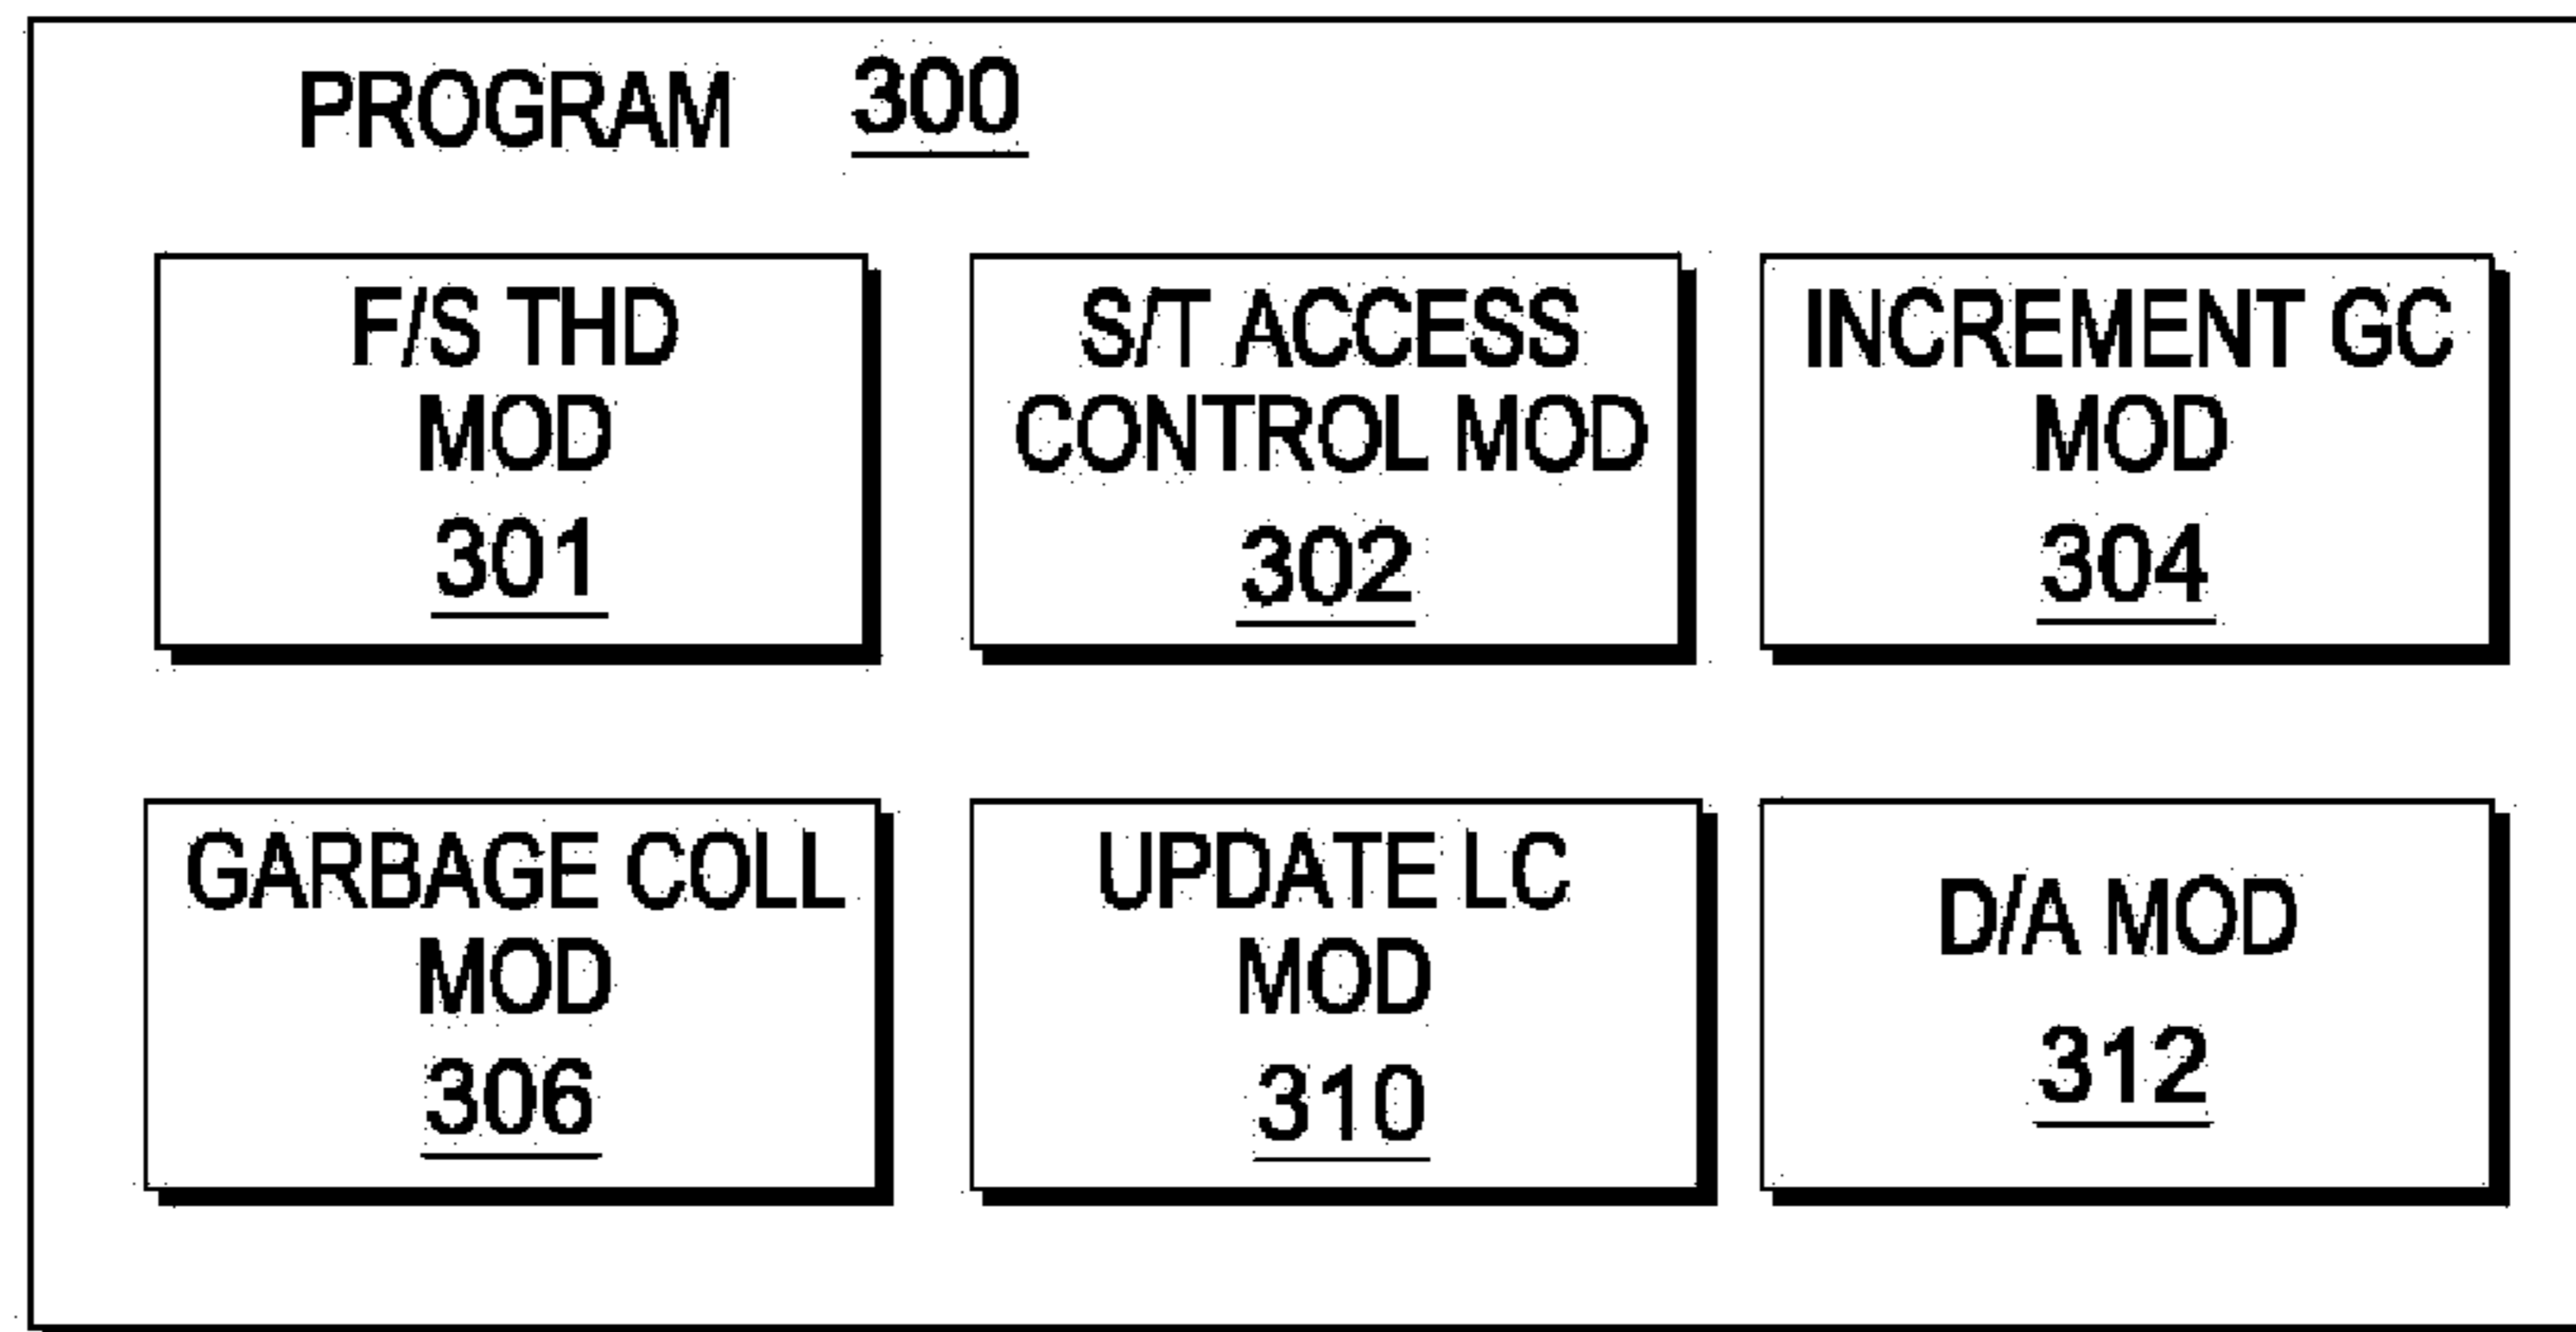 PROGRAM 300
F/S THD
MOD
301
S/T ACCESS
CONTROL MOD
302
INCREMENT GC
MOD
304
GARBAGE COLL
MOD
306
UPDATE LC
MOD
310
D/A MOD
312